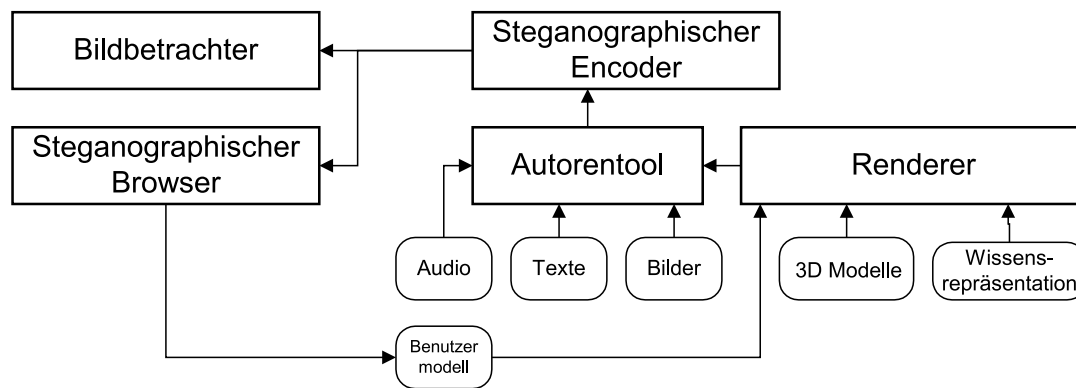 Bildbetrachter
Steganographischer
Encoder
Steganographischer
Browser
Autorentool
Renderer
Audio
Texte
Bilder
3D Modelle
Wissens-
repräsentation
Benutzer
modell